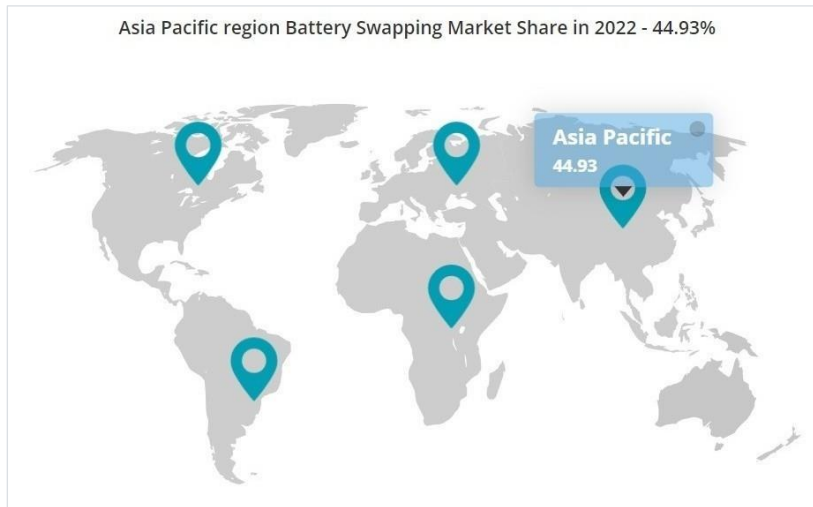 Asia Pacific region Battery Swapping Market Share in 2022 - 44.93%
Asia Pacific
44.93